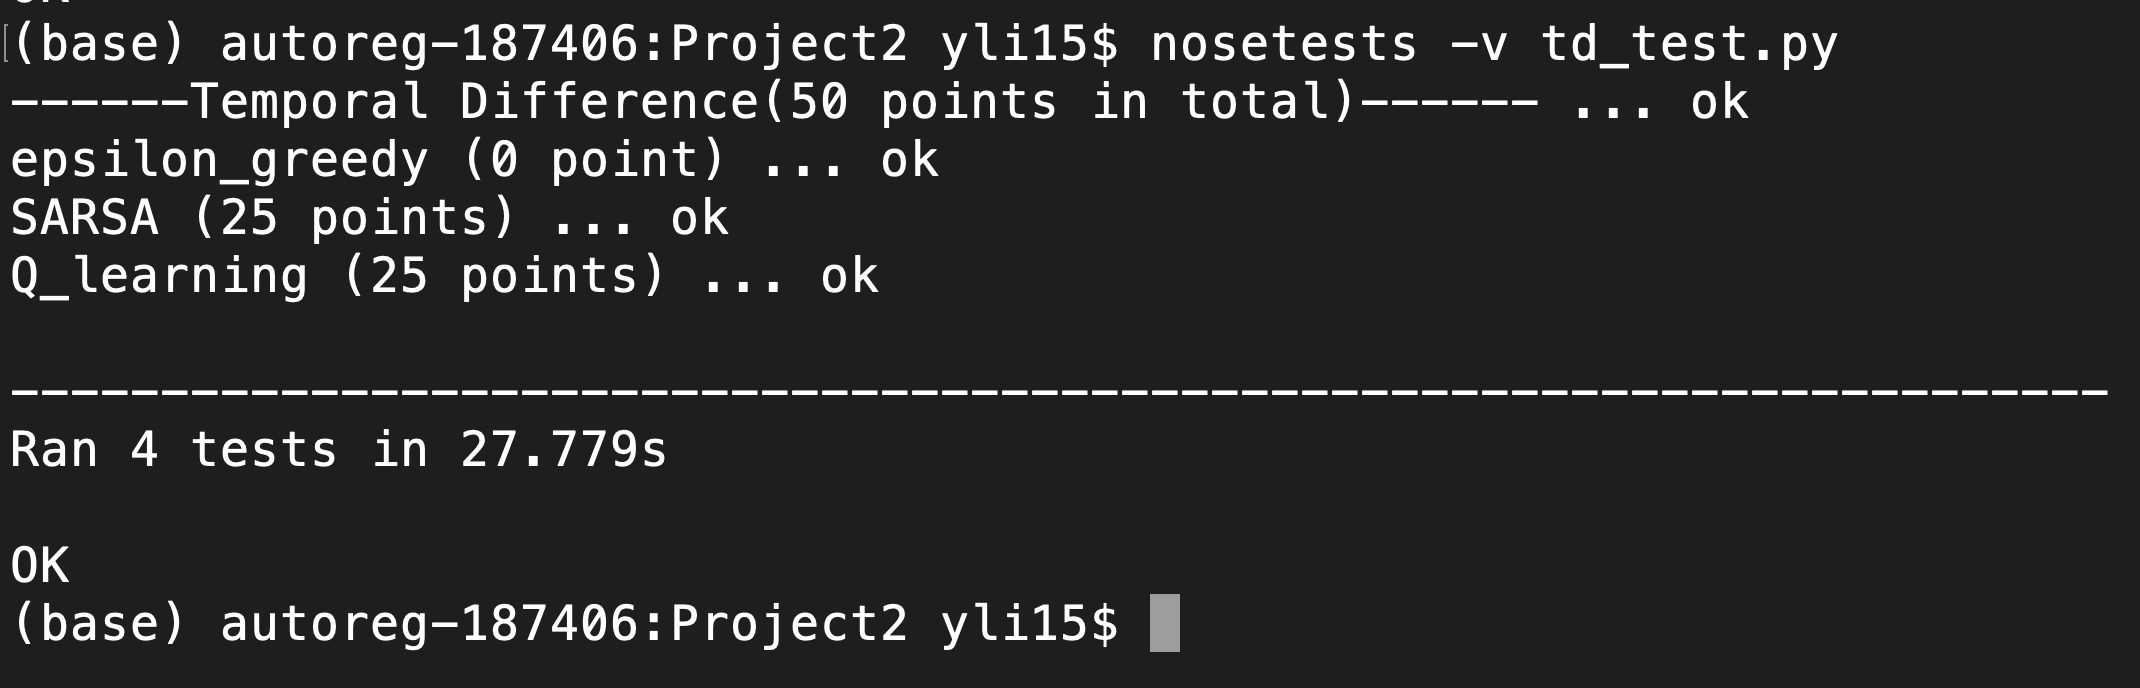 OK
(base) autoreg-187406:Project2 yli15$ nosetests -v td_test.py
------Temporal Difference(50 points in total)------ ... ok
epsilon_greedy (0 point) ... ok
SARSA (25 points) ... ok
Q_learning (25 points) ... ok
----------------------------------------------------------------------
Ran 4 tests in 27.779s
OK
(base) autoreg-187406:Project2 yli15$